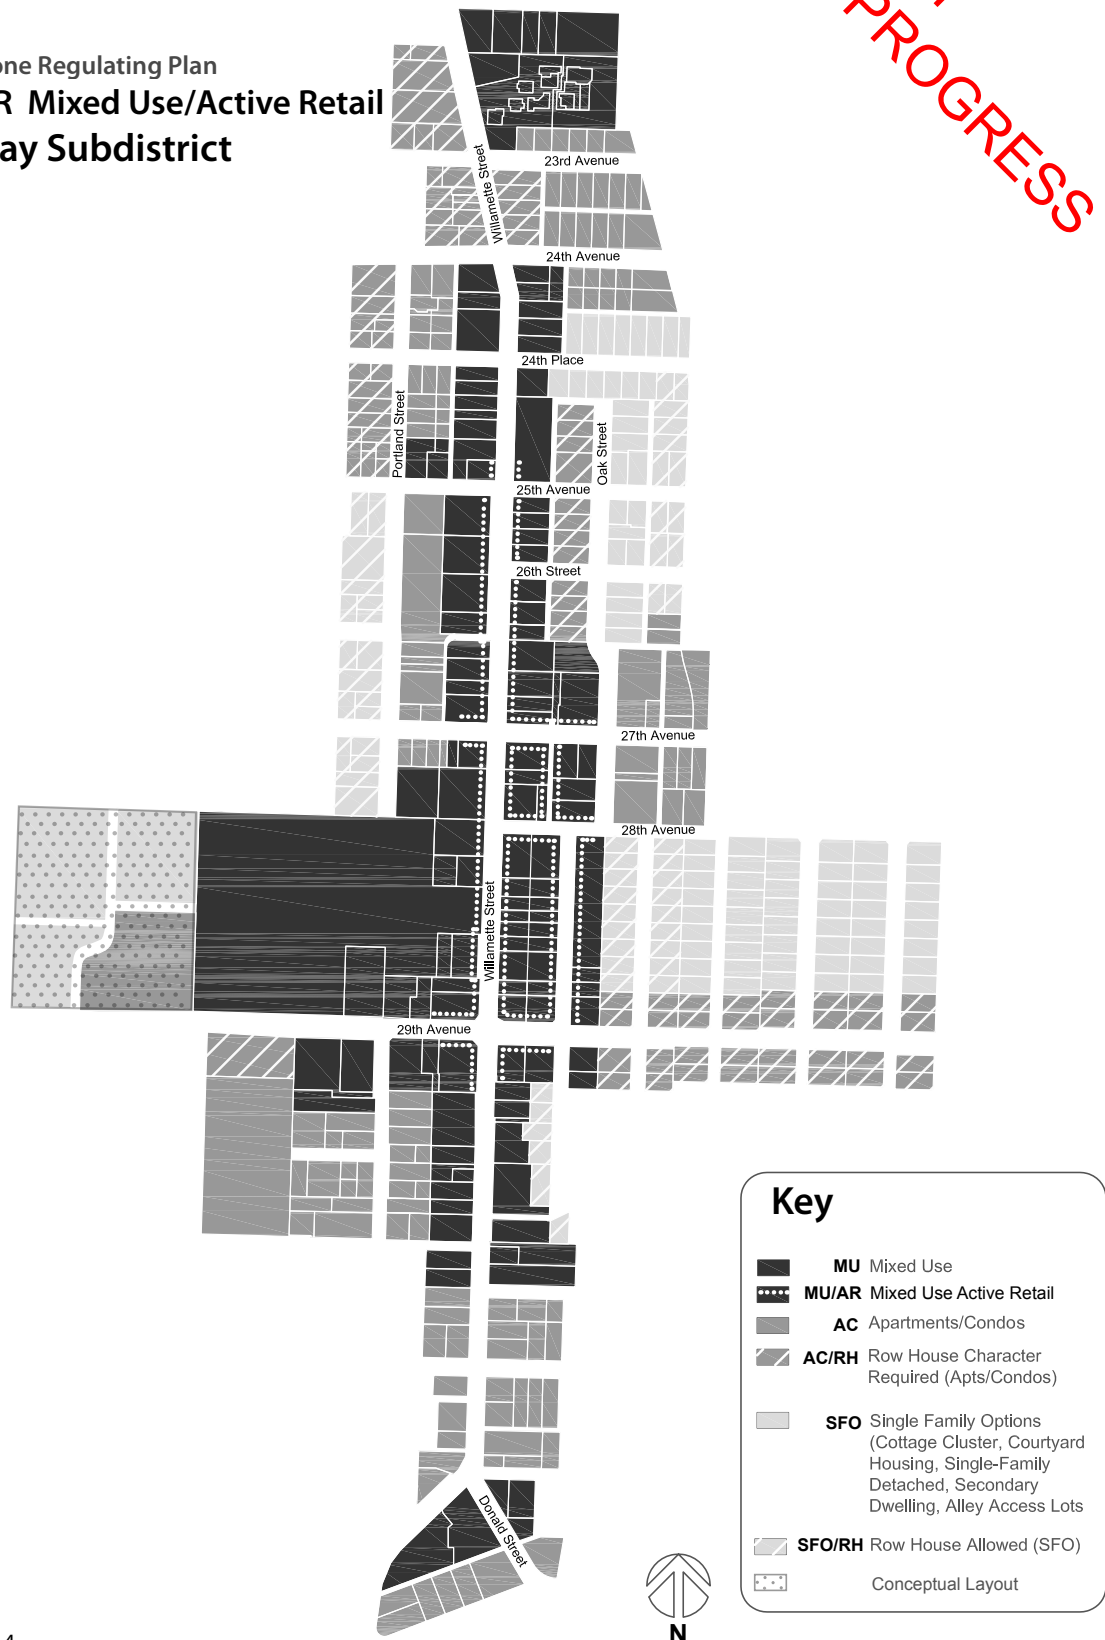 one Regulating Plan
R Mixed Use/Active Retail
ay Subdistrict
PROGRESS
23rd Avenue
Willamette Street
24th Avenue
24th Place
Portland Street
Oak Street
25th Avenue
26th Street
27th Avenue
28th Avenue
Willamette Street
29th Avenue
Donald Street
Key
MU Mixed Use
MU/AR Mixed Use Active Retail
AC Apartments/Condos
AC/RH Row House Character
Required (Apts/Condos)
SFO Single Family Options
(Cottage Cluster, Courtyard
Housing, Single-Family
Detached, Secondary
Dwelling, Alley Access Lots
SFO/RH Row House Allowed (SFO)
Conceptual Layout
N